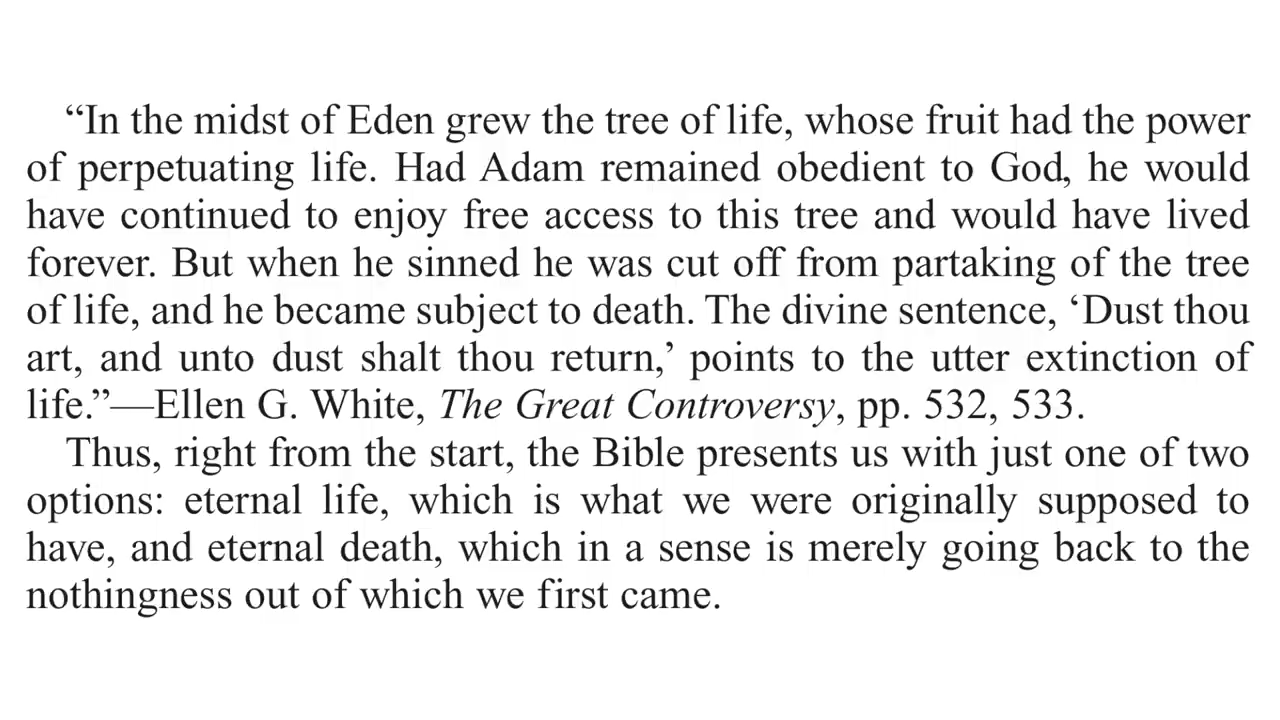 “In the midst of Eden grew the tree of life, whose fruit had the power
of perpetuating life. Had Adam remained obedient to God, he would
have continued to enjoy free access to this tree and would have lived
forever. But when he sinned he was cut off from partaking of the tree
of life, and he became subject to death. The divine sentence, ‘Dust thou
art, and unto dust shalt thou return,’ points to the utter extinction of
life.”—Ellen G. White, The Great Controversy, pp. 532, 533.
Thus, right from the start, the Bible presents us with just one of two
options: eternal life, which is what we were originally supposed to
have, and eternal death, which in a sense is merely going back to the
nothingness out of which we first came.